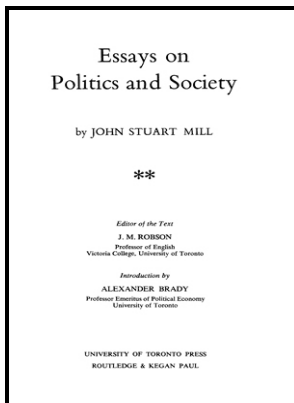 Essays on
Politics and Society
by JOHN STUART MILL
**
Editor of the Text
J. M. ROBSON
Professor of English
Victoria College, University of Toronto
Introduction by
ALEXANDER BRADY
Professor Emeritus of Political Economy
University of Toronto
UNIVERSITY OF TORONTO PRESS
ROUTLEDGE & KEGAN PAUL